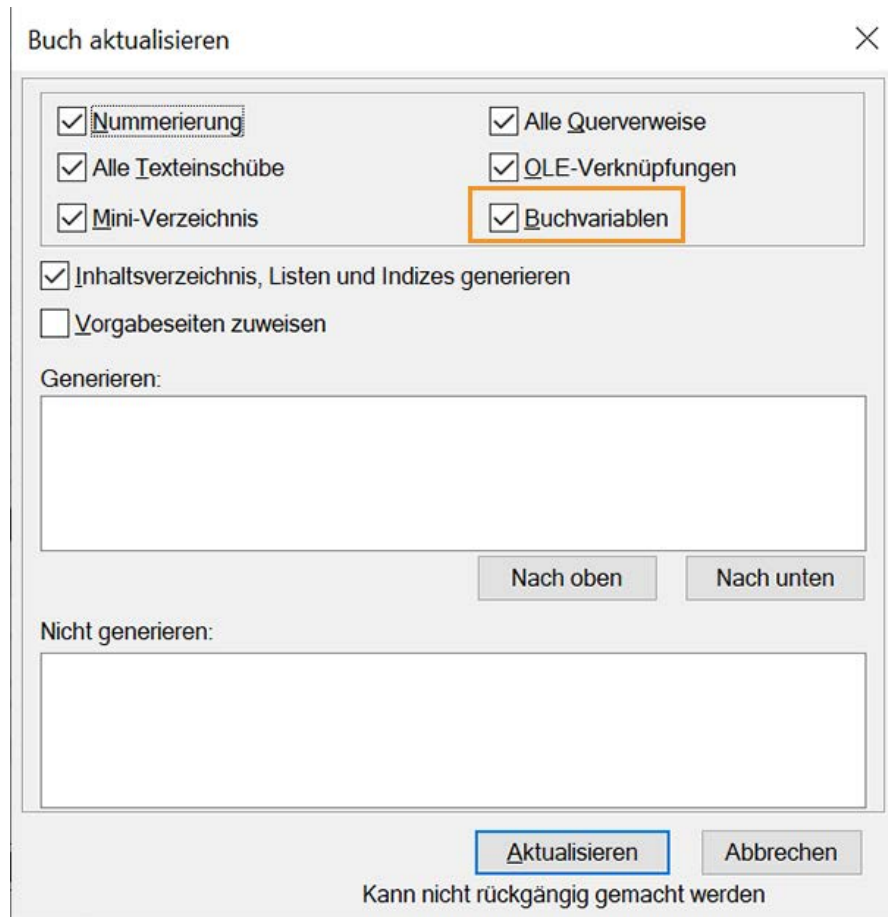 Buch aktualisieren
Nummerierung
Alle Querverweise
Alle Texteinschübe
OLE-Verknüpfungen
Mini-Verzeichnis
Buchvariablen
Inhaltsverzeichnis, Listen und Indizes generieren
Vorgabeseiten zuweisen
Generieren:
Nach oben
Nach unten
Nicht generieren:
Aktualisieren
Abbrechen
Kann nicht rückgängig gemacht werden